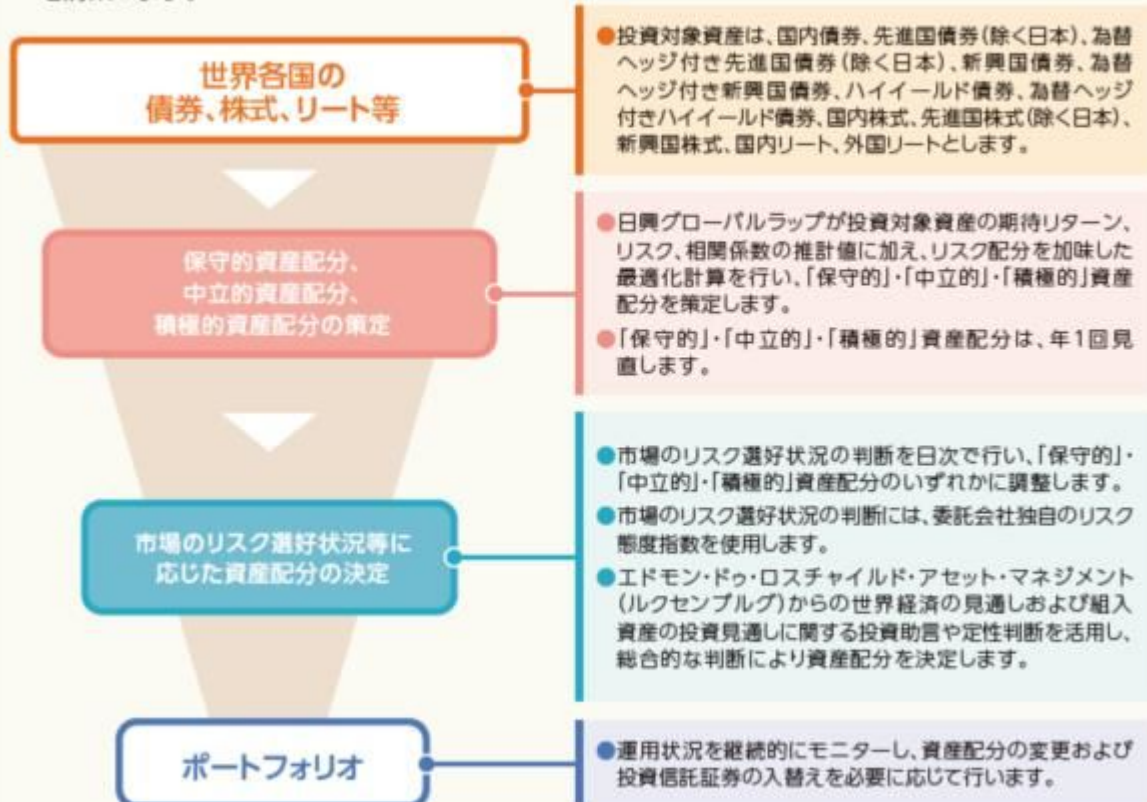 世界各国の
債券、株式、リート等
●投資対象資産は、国内債券、先進国債券(除く日本)、為替
ヘッジ付き先進国債券(除く日本)、新興国債券、為替
ヘッジ付き新興国債券、ハイイールド債券、為替ヘッジ
付きハイイールド債券、国内株式、先進国株式(除く日本)、
新興国株式、国内リート、外国リートとします。
保守的資産配分、
中立的資産配分、
積極的資産配分の策定
●日興グローバルラップが投資対象資産の期待リターン、
リスク、相関係数の推計値に加え、リスク配分を加味した
最適化計算を行い、「保守的」・「中立的」・「積極的」資産
配分を策定します。
●「保守的」・「中立的」・「積極的」資産配分は、年1回見
直します。
市場のリスク選好状況等に
応じた資産配分の決定
●市場のリスク選好状況の判断を日次で行い、「保守的」・
「中立的」・「積極的」資産配分のいずれかに調整します。
●市場のリスク選好状況の判断には、委託会社独自のリスク
態度指数を使用します。
●エドモン・ドゥ・ロスチャイルド・アセット・マネジメント
(ルクセンブルグ)からの世界経済の見通しおよび組入
資産の投資見通しに関する投資助言や定性判断を活用し、
総合的な判断により資産配分を決定します。
ポートフォリオ
●運用状況を継続的にモニターし、資産配分の変更および
投資信託証券の入替えを必要に応じて行います。